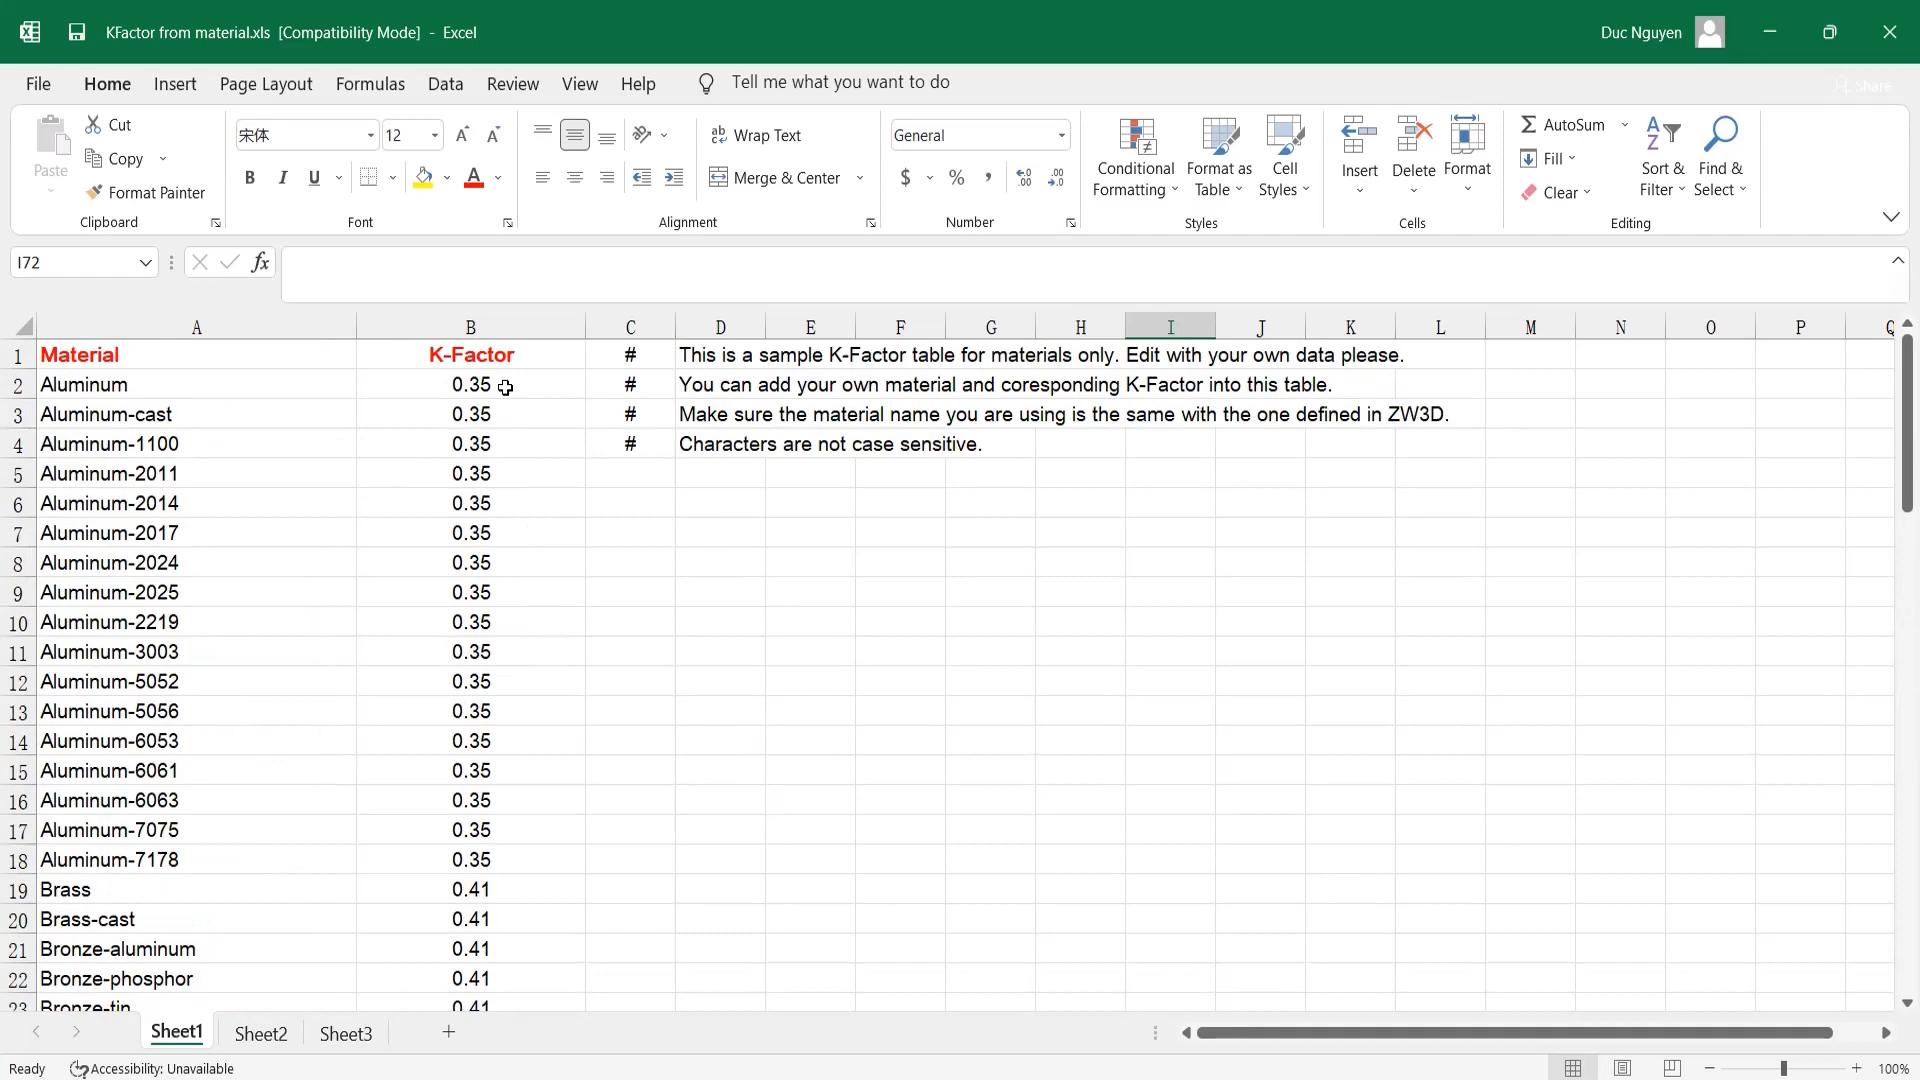 KFactor from material.xls [Compatibility Mode] - Excel
Duc Nguyen
File Home Insert Page Layout Formulas Data Review View Help Tell me what you want to do Share
Paste
Cut
Copy
Format Painter
Clipboard
宋体 12
B I U
Font
Wrap Text
Merge & Center
Alignment
General
$ % ,
Number
Conditional Formatting
Format as Table
Cell Styles
Styles
Insert Delete Format
Cells
AutoSum
Fill
Clear
Sort & Filter
Find & Select
Editing
I72 fx
A B C D E F G H I J K L M N O P Q
1 Material K-Factor # This is a sample K-Factor table for materials only. Edit with your own data please.
2 Aluminum 0.35 # You can add your own material and coresponding K-Factor into this table.
3 Aluminum-cast 0.35 # Make sure the material name you are using is the same with the one defined in ZW3D.
4 Aluminum-1100 0.35 # Characters are not case sensitive.
5 Aluminum-2011 0.35
6 Aluminum-2014 0.35
7 Aluminum-2017 0.35
8 Aluminum-2024 0.35
9 Aluminum-2025 0.35
10 Aluminum-2219 0.35
11 Aluminum-3003 0.35
12 Aluminum-5052 0.35
13 Aluminum-5056 0.35
14 Aluminum-6053 0.35
15 Aluminum-6061 0.35
16 Aluminum-6063 0.35
17 Aluminum-7075 0.35
18 Aluminum-7178 0.35
19 Brass 0.41
20 Brass-cast 0.41
21 Bronze-aluminum 0.41
22 Bronze-phosphor 0.41
23 Bronze-tin 0.41
Sheet1 Sheet2 Sheet3
Ready Accessibility: Unavailable 100%